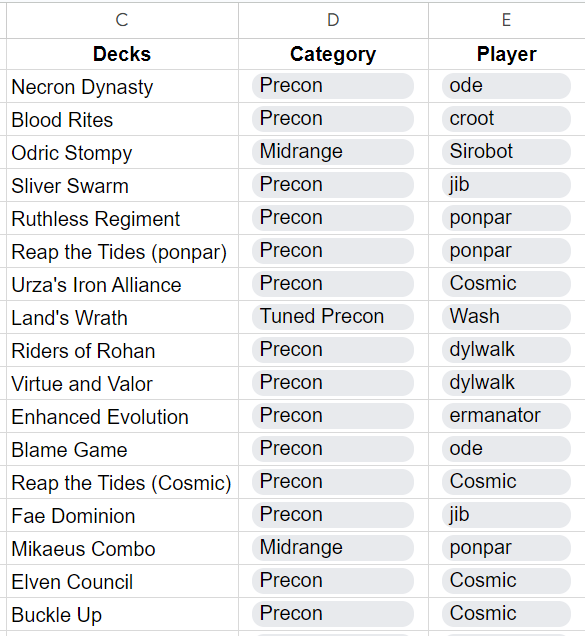 C D E
Decks Category Player
Necron Dynasty Precon ode
Blood Rites Precon croot
Odric Stompy Midrange Sirobot
Sliver Swarm Precon jib
Ruthless Regiment Precon ponpar
Reap the Tides (ponpar) Precon ponpar
Urza's Iron Alliance Precon Cosmic
Land's Wrath Tuned Precon Wash
Riders of Rohan Precon dylwalk
Virtue and Valor Precon dylwalk
Enhanced Evolution Precon ermanator
Blame Game Precon ode
Reap the Tides (Cosmic) Precon Cosmic
Fae Dominion Precon jib
Mikaeus Combo Midrange ponpar
Elven Council Precon Cosmic
Buckle Up Precon Cosmic